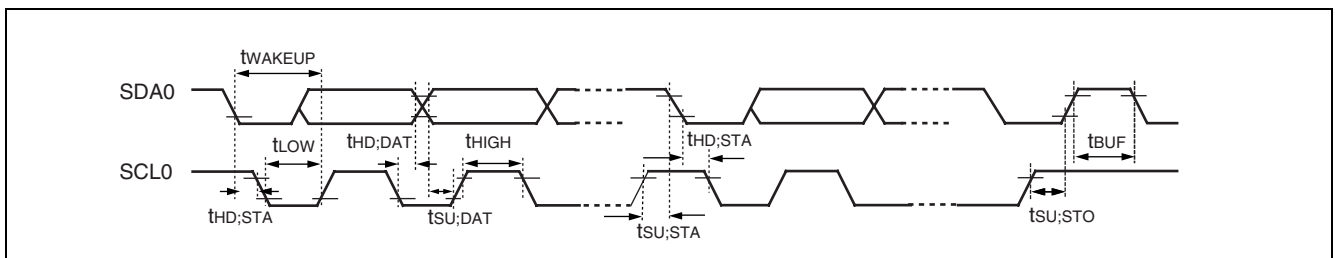 tWAKEUP
SDA0
tHD;DAT
tHIGH
tHD;STA
tBUF
tLOW
SCL0
tHD;STA
tSU;DAT
tSU;STA
tSU;STO